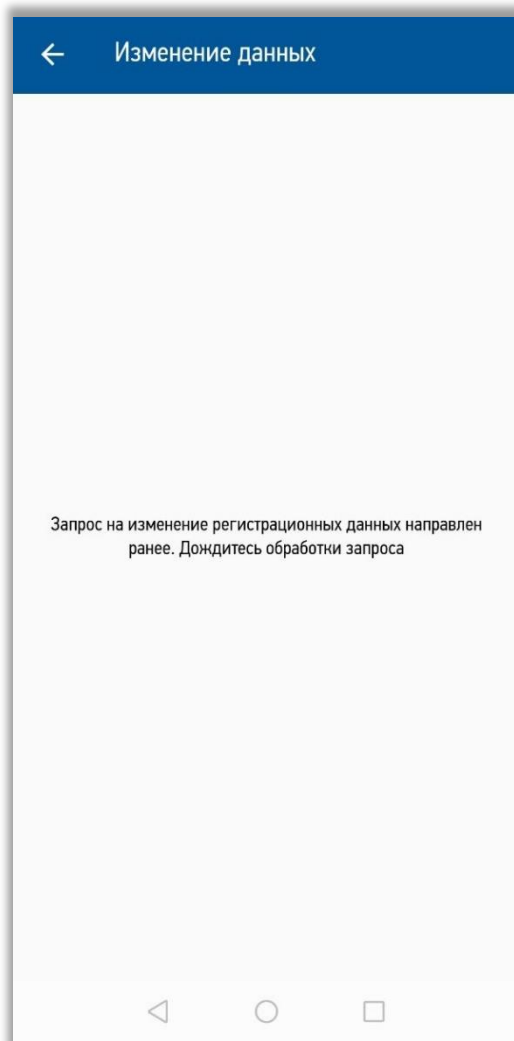 Изменение данных
Запрос на изменение регистрационных данных направлен
ранее. Дождитесь обработки запроса